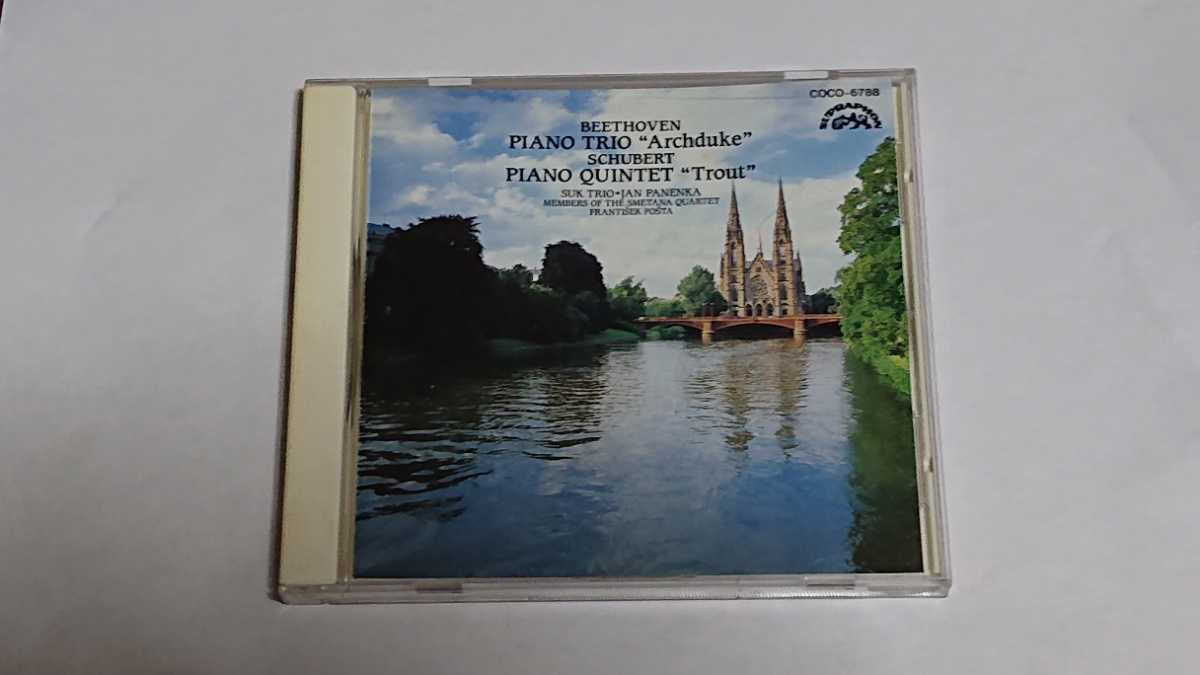 COCO-6788
SUPRAPHON
BEETHOVEN
PIANO TRIO “Archduke”
SCHUBERT
PIANO QUINTET “Trout”
SUK TRIO•JAN PANENKA
MEMBERS OF THE SMETANA QUARTET
FRANTIŠEK POŠTA